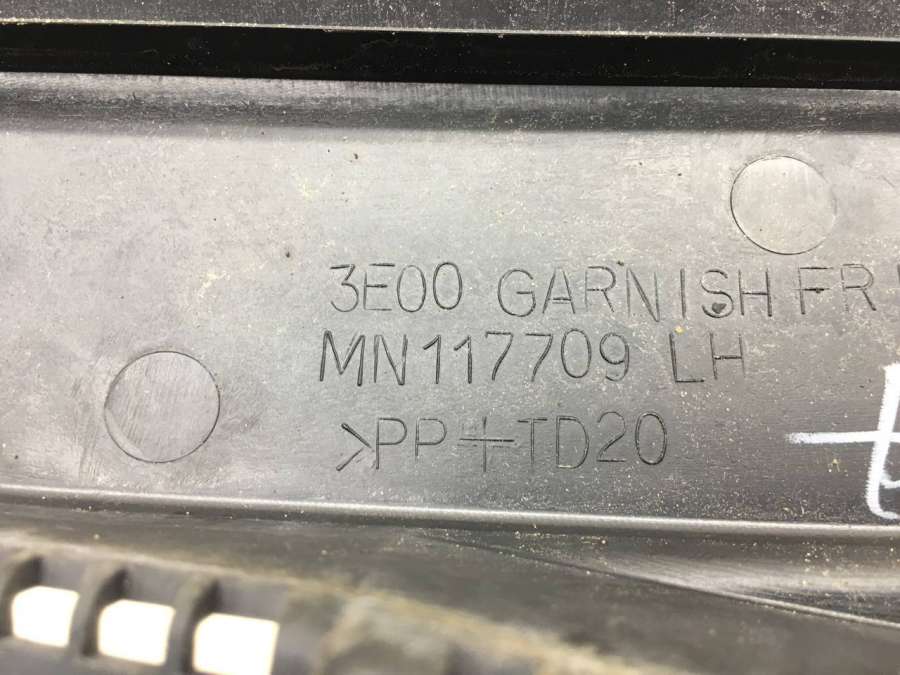 3E00 GARNISH FR
MN117709 LH
>PP+TD20